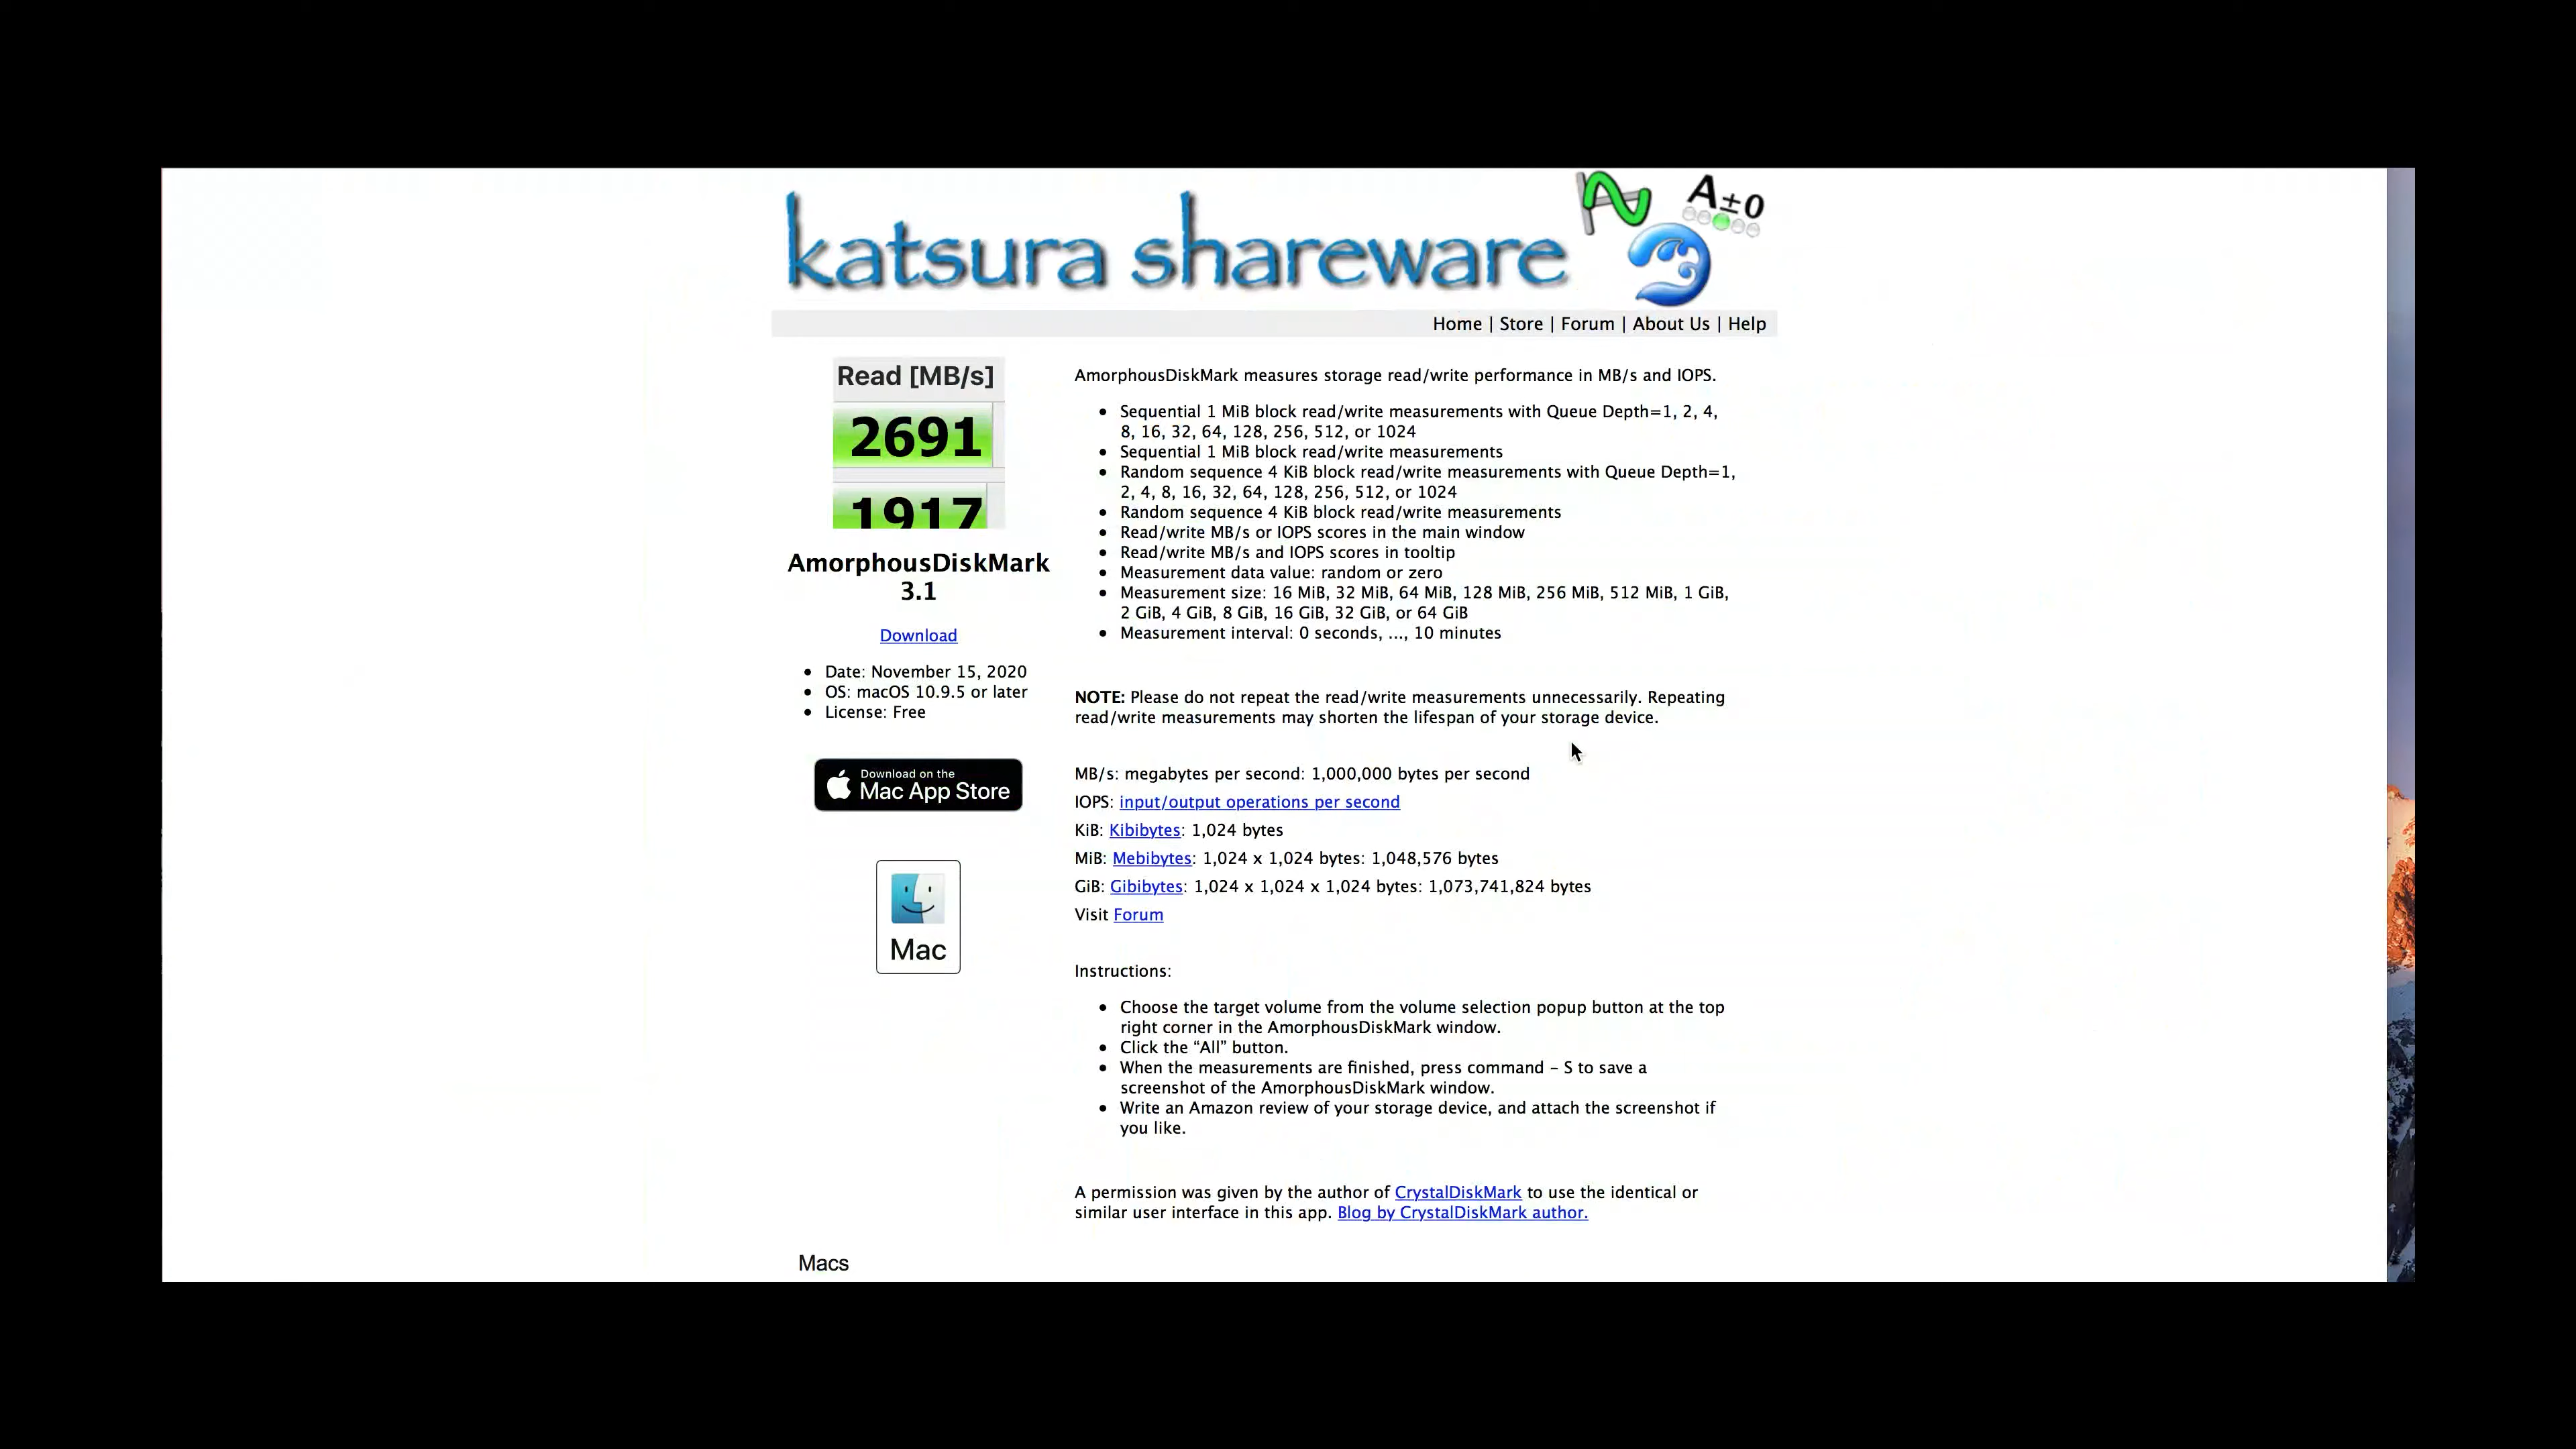 katsura shareware
A±0
Home | Store | Forum | About Us | Help
Read [MB/s]
2691
1917
AmorphousDiskMark
3.1
Download
• Date: November 15, 2020
• OS: macOS 10.9.5 or later
• License: Free
Download on the
Mac App Store
Mac
AmorphousDiskMark measures storage read/write performance in MB/s and IOPS.
• Sequential 1 MiB block read/write measurements with Queue Depth=1, 2, 4,
8, 16, 32, 64, 128, 256, 512, or 1024
• Sequential 1 MiB block read/write measurements
• Random sequence 4 KiB block read/write measurements with Queue Depth=1,
2, 4, 8, 16, 32, 64, 128, 256, 512, or 1024
• Random sequence 4 KiB block read/write measurements
• Read/write MB/s or IOPS scores in the main window
• Read/write MB/s and IOPS scores in tooltip
• Measurement data value: random or zero
• Measurement size: 16 MiB, 32 MiB, 64 MiB, 128 MiB, 256 MiB, 512 MiB, 1 GiB,
2 GiB, 4 GiB, 8 GiB, 16 GiB, 32 GiB, or 64 GiB
• Measurement interval: 0 seconds, ..., 10 minutes
NOTE: Please do not repeat the read/write measurements unnecessarily. Repeating
read/write measurements may shorten the lifespan of your storage device.
MB/s: megabytes per second: 1,000,000 bytes per second
IOPS: input/output operations per second
KiB: Kibibytes: 1,024 bytes
MiB: Mebibytes: 1,024 x 1,024 bytes: 1,048,576 bytes
GiB: Gibibytes: 1,024 x 1,024 x 1,024 bytes: 1,073,741,824 bytes
Visit Forum
Instructions:
• Choose the target volume from the volume selection popup button at the top
right corner in the AmorphousDiskMark window.
• Click the “All” button.
• When the measurements are finished, press command – S to save a
screenshot of the AmorphousDiskMark window.
• Write an Amazon review of your storage device, and attach the screenshot if
you like.
A permission was given by the author of CrystalDiskMark to use the identical or
similar user interface in this app. Blog by CrystalDiskMark author.
Macs